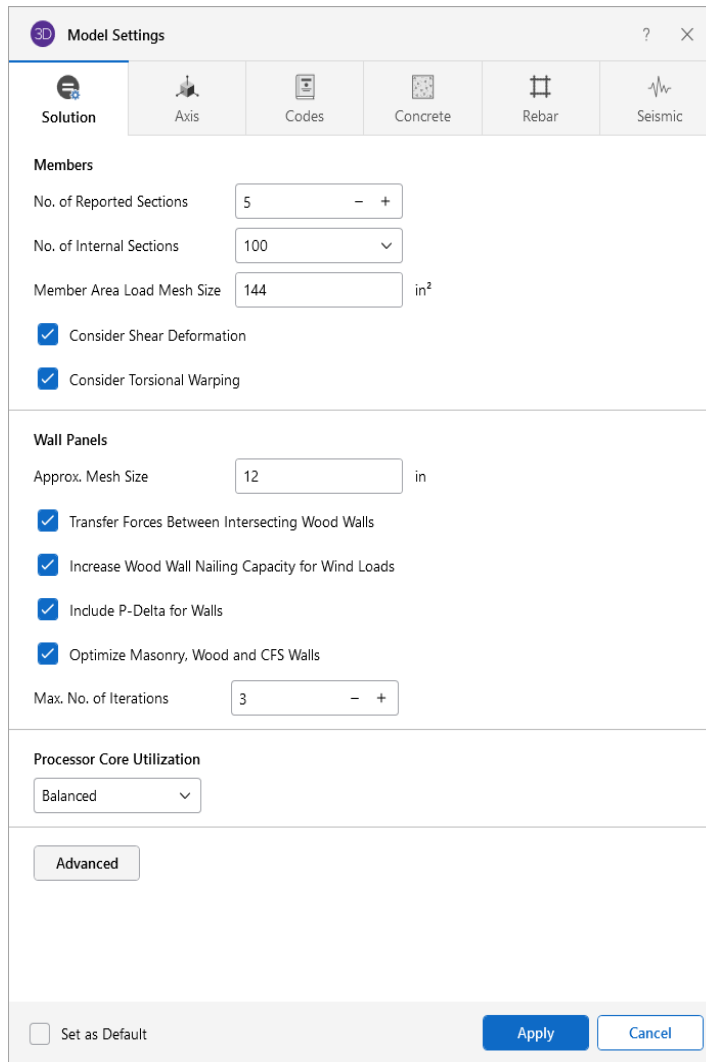 3D Model Settings ?
Solution Axis Codes Concrete Rebar Seismic
Members
No. of Reported Sections 5 − +
No. of Internal Sections 100
Member Area Load Mesh Size 144 in²
Consider Shear Deformation
Consider Torsional Warping
Wall Panels
Approx. Mesh Size 12 in
Transfer Forces Between Intersecting Wood Walls
Increase Wood Wall Nailing Capacity for Wind Loads
Include P-Delta for Walls
Optimize Masonry, Wood and CFS Walls
Max. No. of Iterations 3 − +
Processor Core Utilization
Balanced
Advanced
Set as Default Apply Cancel